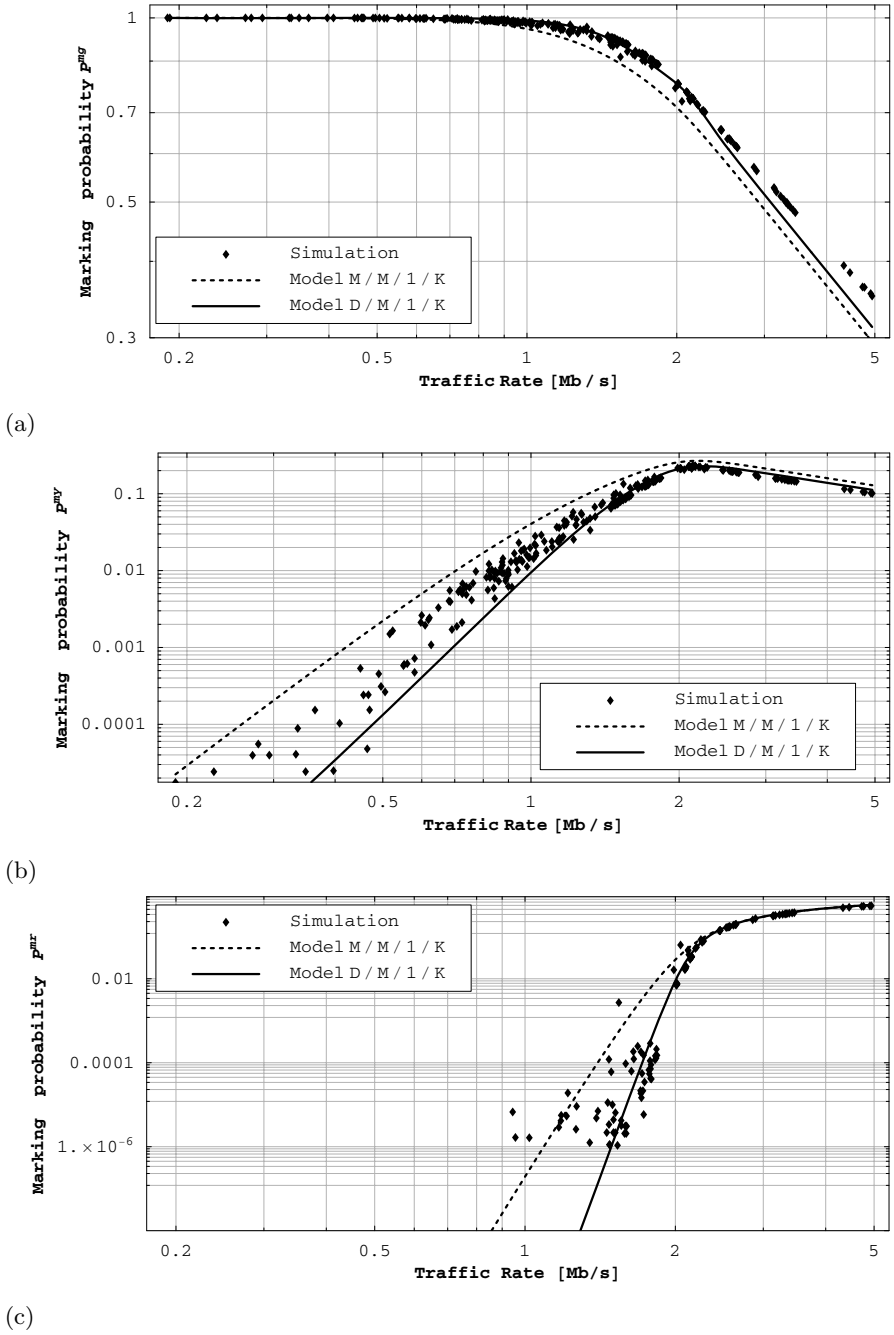 1
0.7
0.5
0.3
Marking probability p^mg
Simulation
Model M / M / 1 / K
Model D / M / 1 / K
0.2 0.5 1 2 5
Traffic Rate [Mb / s]
(a)
0.1
0.01
0.001
0.0001
Marking probability p^my
Simulation
Model M / M / 1 / K
Model D / M / 1 / K
0.2 0.5 1 2 5
Traffic Rate [Mb / s]
(b)
Simulation
Model M / M / 1 / K
Model D / M / 1 / K
0.01
0.0001
1. × 10^-6
Marking probability p^mr
0.2 0.5 1 2 5
Traffic Rate [Mb/s]
(c)